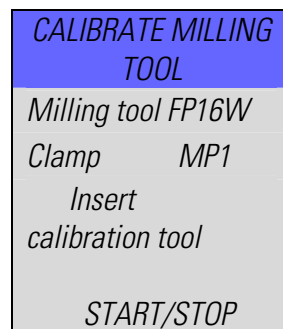 CALIBRATE MILLING
TOOL
Milling tool FP16W
Clamp MP1
Insert
calibration tool
START/STOP